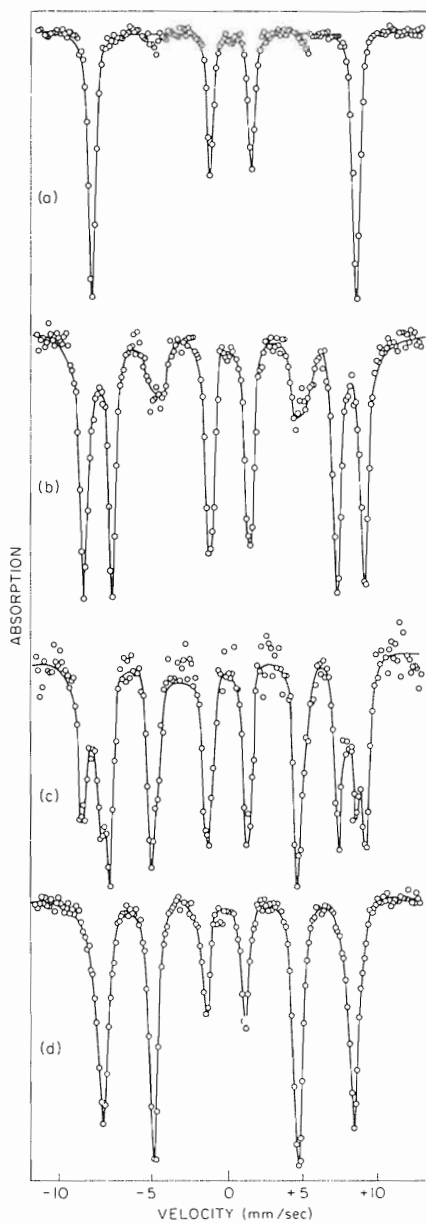 (a)
(b)
ABSORPTION
(c)
(d)
-10 -5 0 +5 +10
VELOCITY (mm/sec)